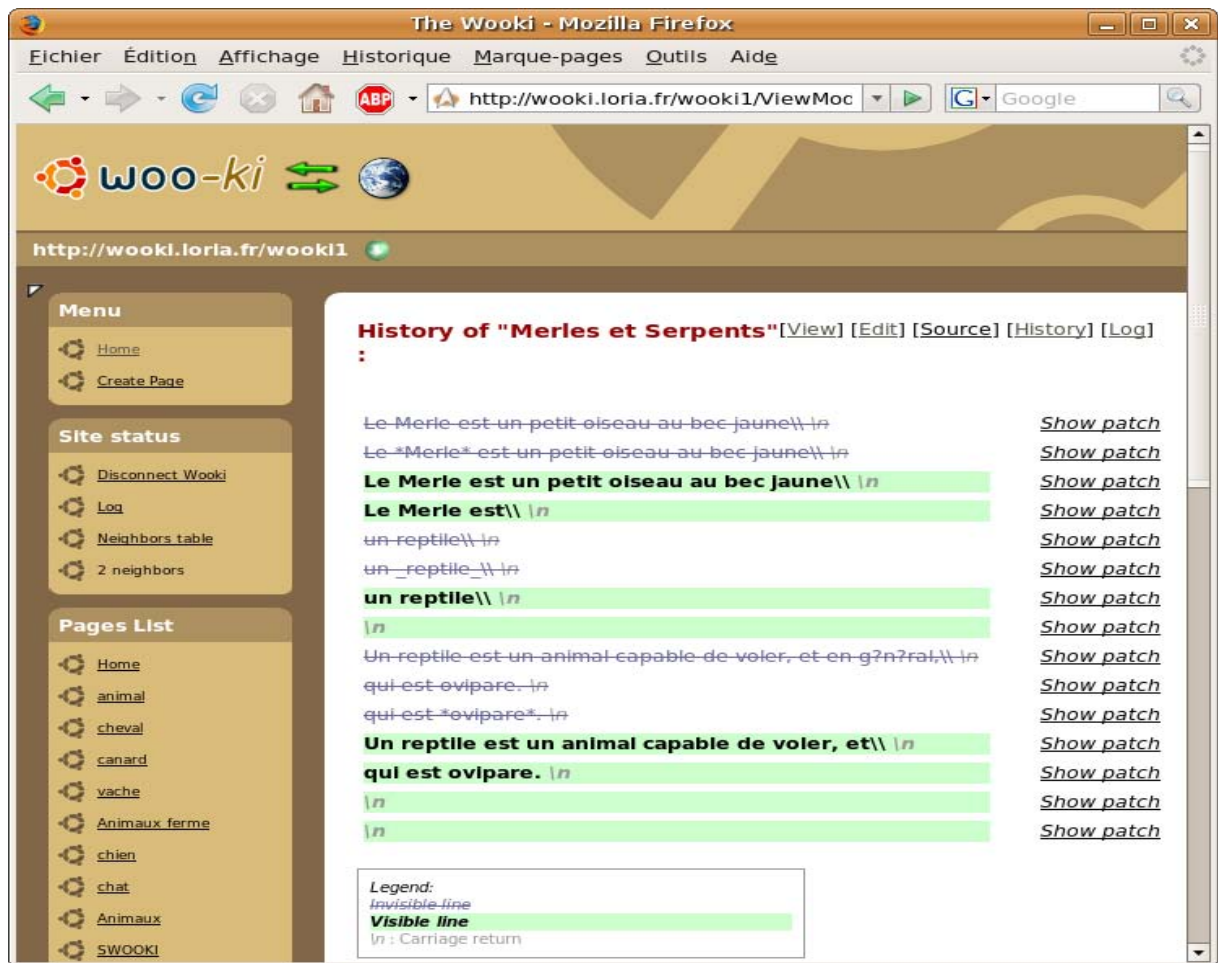 The Wooki - Mozilla Firefox
Fichier Édition Affichage Historique Marque-pages Outils Aide
ABP http://wooki.loria.fr/wooki1/ViewMoc G Google
woo-ki
http://wooki.loria.fr/wooki1
Menu
Home
Create Page
Site status
Disconnect Wooki
Log
Neighbors table
2 neighbors
Pages List
Home
animal
cheval
canard
vache
Animaux ferme
chien
chat
Animaux
SWOOKI
History of "Merles et Serpents"[View] [Edit] [Source] [History] [Log]
:
Le Merle est un petit oiseau au bec jaune\\ \n Show patch
Le *Merle* est un petit oiseau au bec jaune\\ \n Show patch
Le Merle est un petit oiseau au bec jaune\\ \n Show patch
Le Merle est\\ \n Show patch
un reptile\\ \n Show patch
un _reptile_\\ \n Show patch
un reptile\\ \n Show patch
\n Show patch
Un reptile est un animal capable de voler, et en g?n?ral,\\ \n Show patch
qui est ovipare. \n Show patch
qui est *ovipare*. \n Show patch
Un reptile est un animal capable de voler, et\\ \n Show patch
qui est ovipare. \n Show patch
\n Show patch
\n Show patch
Legend:
Invisible line
Visible line
\n : Carriage return